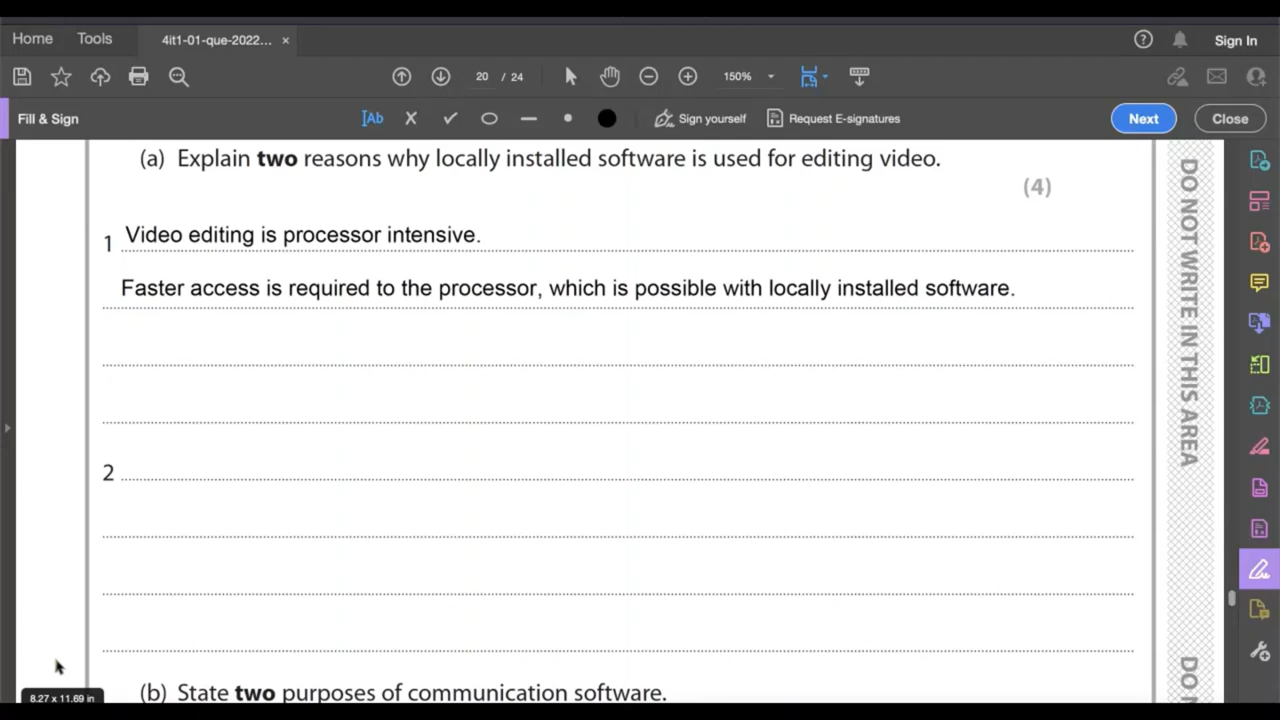 Home Tools 4it1-01-que-2022... × Sign In
20 / 24 150%
Fill & Sign Ab Sign yourself Request E-signatures Next Close
(a) Explain two reasons why locally installed software is used for editing video.
(4)
1 Video editing is processor intensive.
Faster access is required to the processor, which is possible with locally installed software.
2
(b) State two purposes of communication software.
8.27 x 11.69 in
DO NOT WRITE IN THIS AREA
DO N